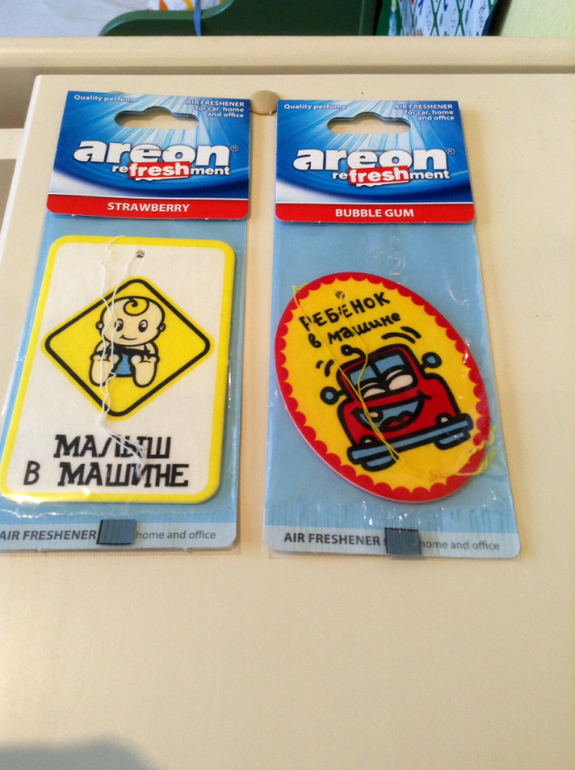 Quality perfume
AIR FRESHENER
for car, home
and office
areon®
refreshment
STRAWBERRY
МАЛЫШ
В МАШИНЕ
AIR FRESHENER
home and office
Quality perfume
AIR FRESHENER
for car, home
and office
areon®
refreshment
BUBBLE GUM
РЕБЕНОК
в машине
AIR FRESHENER
home and office